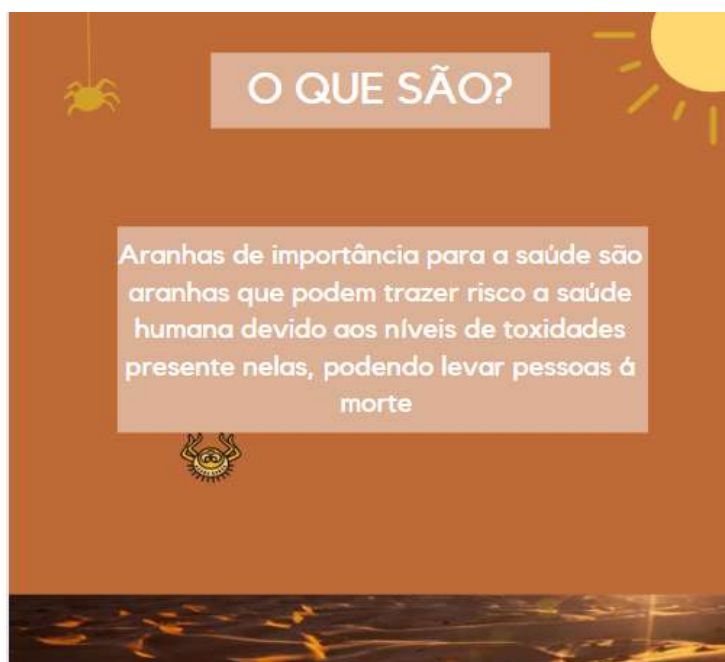 O QUE SÃO?
Aranhas de importância para a saúde são
aranhas que podem trazer risco a saúde
humana devido aos níveis de toxidades
presente nelas, podendo levar pessoas á
morte